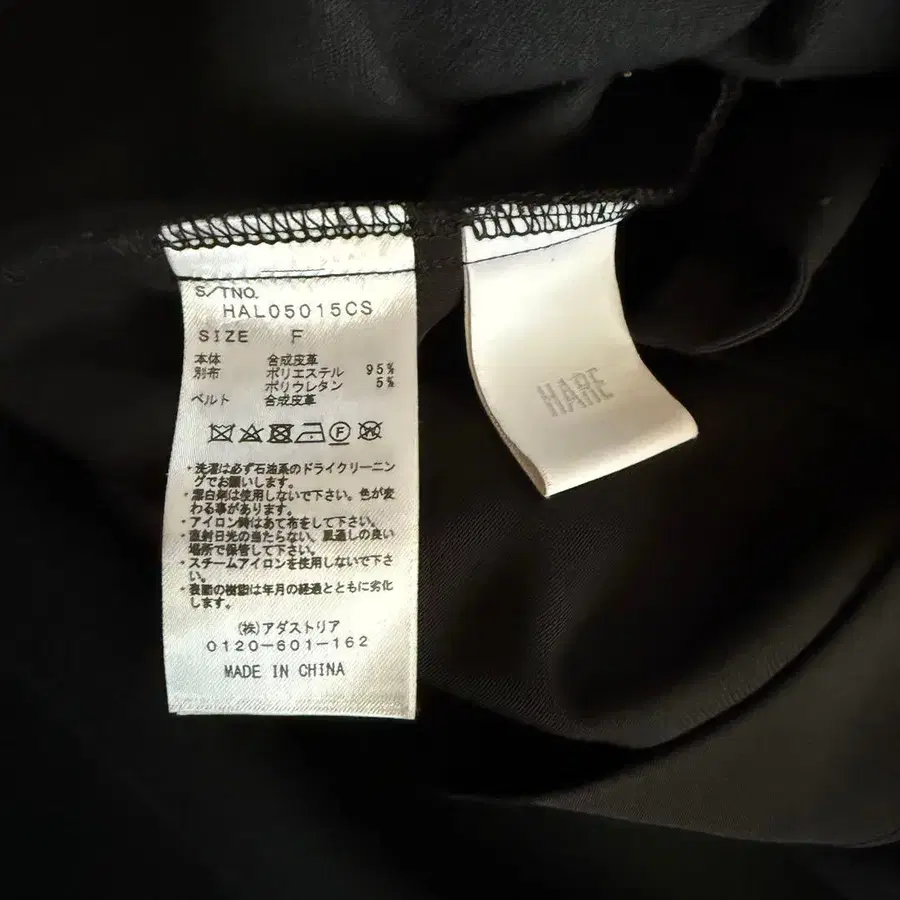 S/TNO.
HAL05015CS
SIZE F
本体 合成皮革
別布 ポリエステル 95%
ポリウレタン 5%
ベルト 合成皮革
F W
・洗濯は必ず石油系のドライクリーニン
グでお願いします。
・漂白剤は使用しないで下さい。色が変
わる事があります。
・アイロン時はあて布をして下さい。
・直射日光の当たらない、風通しの良い
場所で保管して下さい。
・スチームアイロンを使用しないで下さ
い。
・表面の樹脂は年月の経過とともに劣化
します。
(株)アダストリア
0120-601-162
MADE IN CHINA
HARE